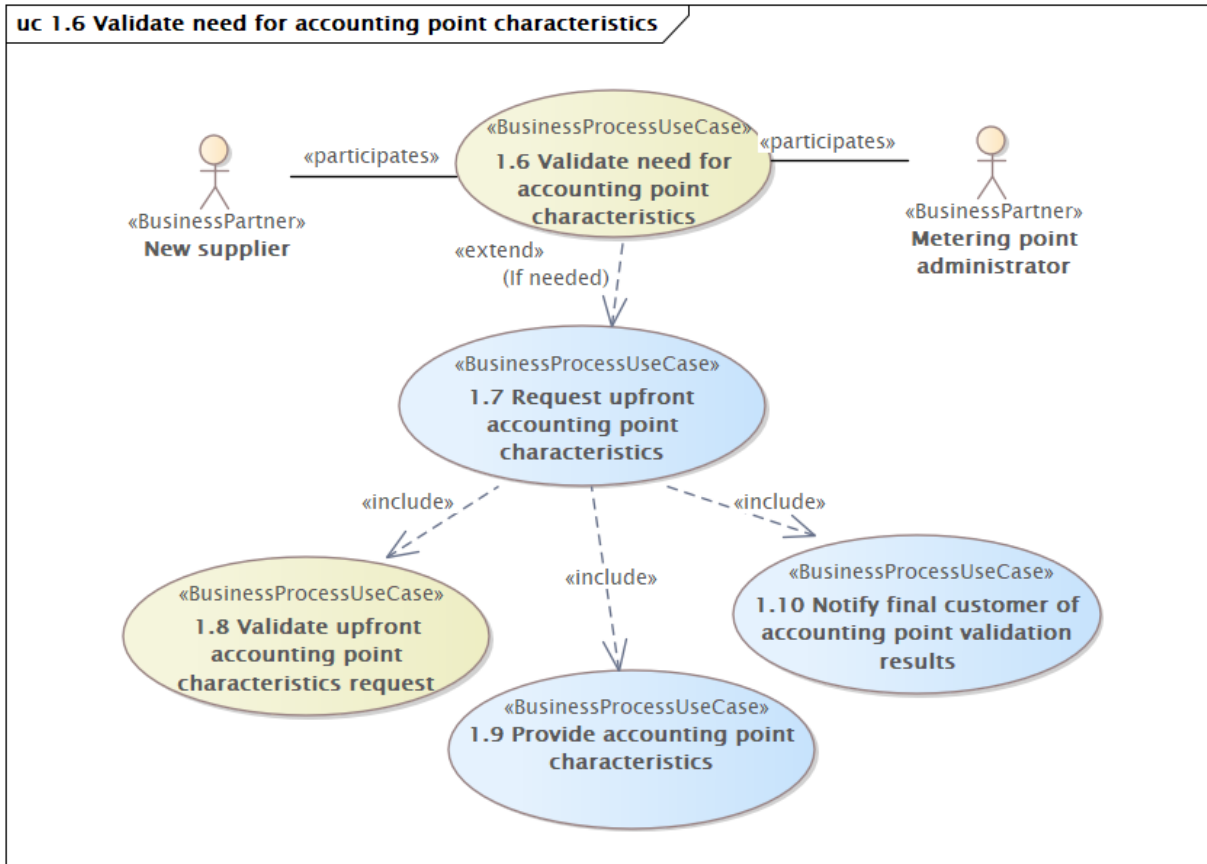 uc 1.6 Validate need for accounting point characteristics
«BusinessProcessUseCase»
1.6 Validate need for
accounting point
characteristics
«participates»
«participates»
«BusinessPartner»
New supplier
«BusinessPartner»
Metering point
administrator
«extend»
(If needed)
«BusinessProcessUseCase»
1.7 Request upfront
accounting point
characteristics
«include»
«include»
«include»
«BusinessProcessUseCase»
1.8 Validate upfront
accounting point
characteristics request
«BusinessProcessUseCase»
1.9 Provide accounting point
characteristics
«BusinessProcessUseCase»
1.10 Notify final customer of
accounting point validation
results